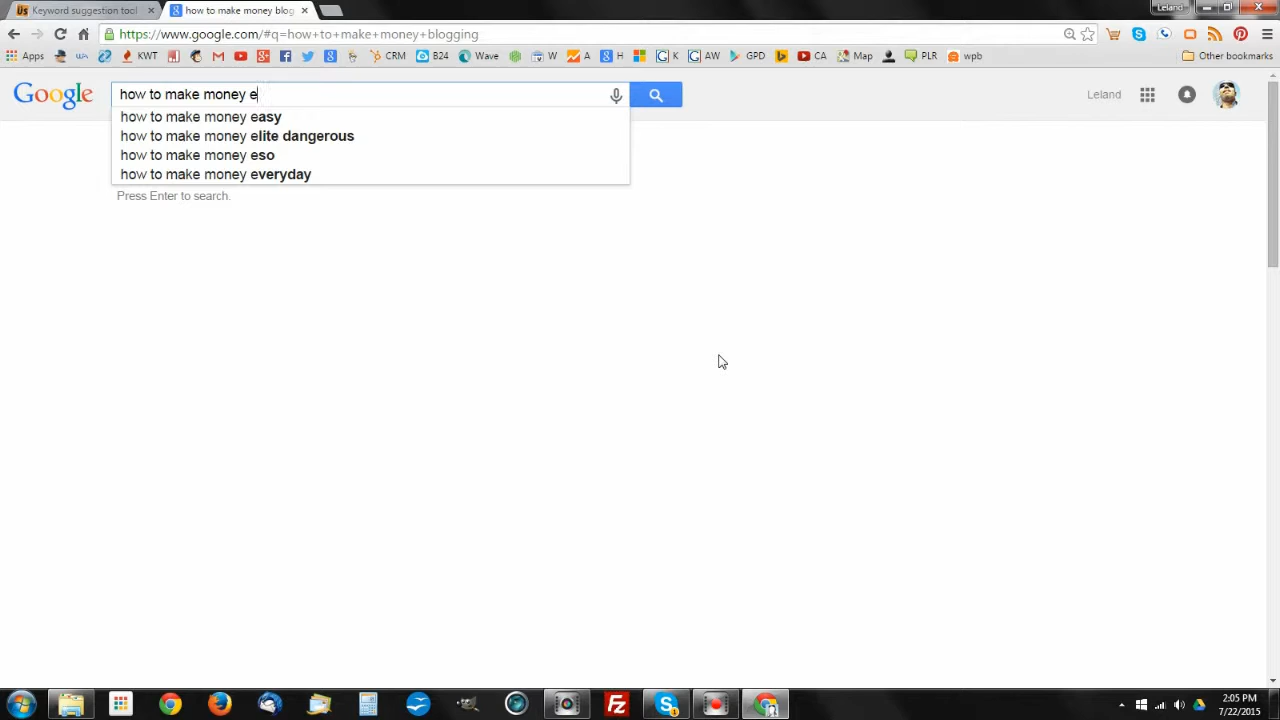 Keyword suggestion tool
how to make money blog
Leland
https://www.google.com/#q=how+to+make+money+blogging
Apps
KWT
CRM
B24
Wave
W
A
H
K
AW
GPD
CA
Map
PLR
wpb
Other bookmarks
Google
how to make money e
Leland
how to make money easy
how to make money elite dangerous
how to make money eso
how to make money everyday
Press Enter to search.
2:05 PM
7/22/2015